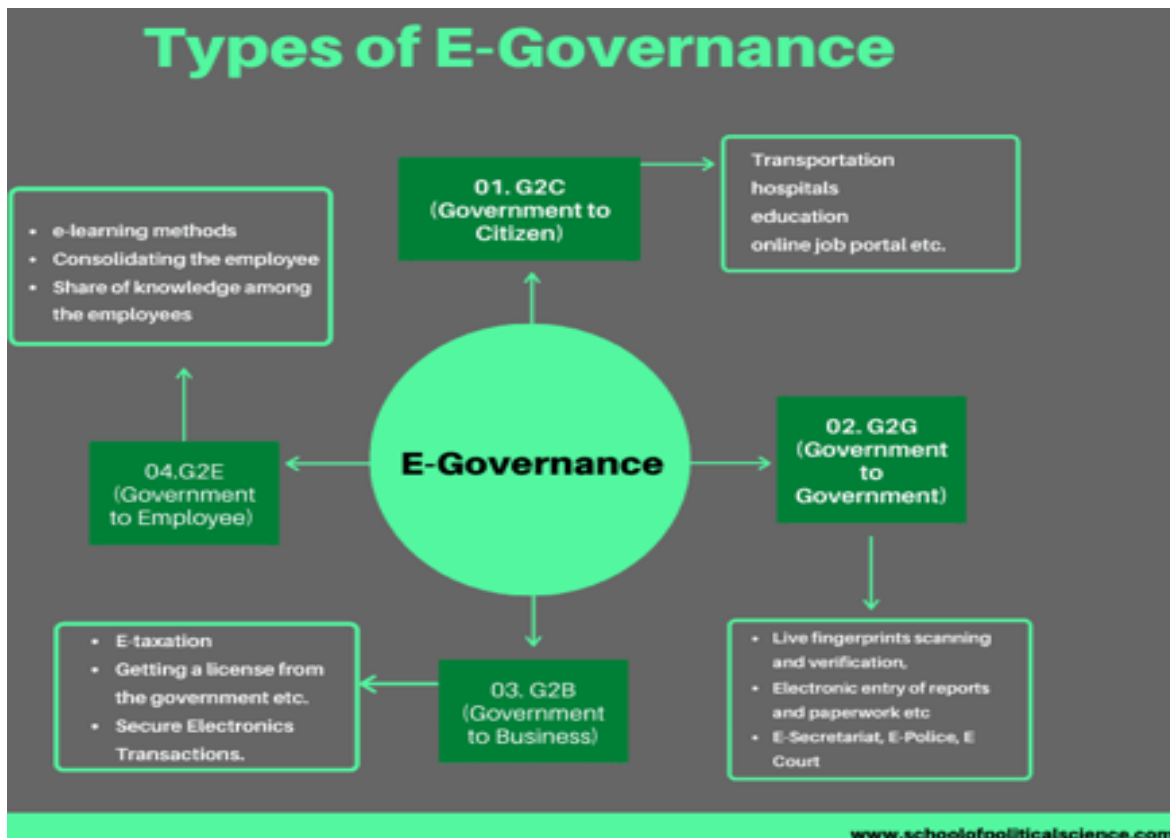 Types of E-Governance
01. G2C
(Government to
Citizen)
Transportation
hospitals
education
online job portal etc.
• e-learning methods
• Consolidating the employee
• Share of knowledge among
the employees
E-Governance
02. G2G
(Government
to
Government)
04.G2E
(Government
to Employee)
• Live fingerprints scanning
and verification,
• Electronic entry of reports
and paperwork etc
• E-Secretariat, E-Police, E
Court
03. G2B
(Government
to Business)
• E-taxation
• Getting a license from
the government etc.
• Secure Electronics
Transactions.
www.schoolofpoliticalscience.com